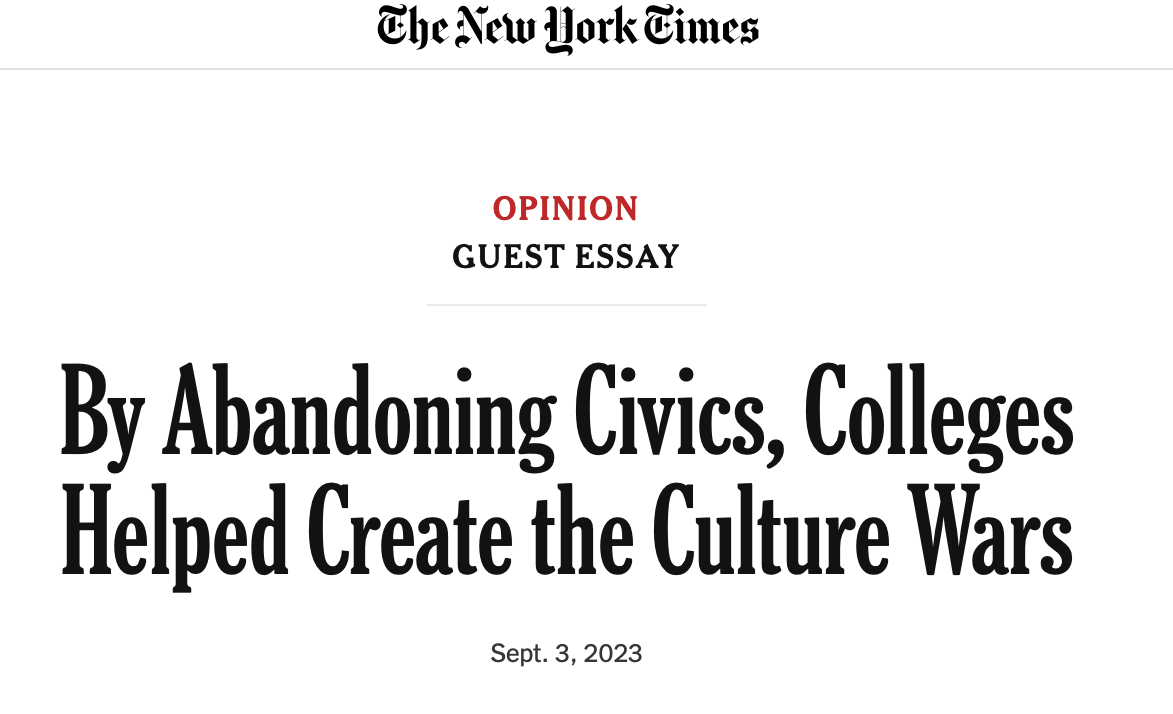 The New York Times
OPINION
GUEST ESSAY
By Abandoning Civics, Colleges
Helped Create the Culture Wars
Sept. 3, 2023